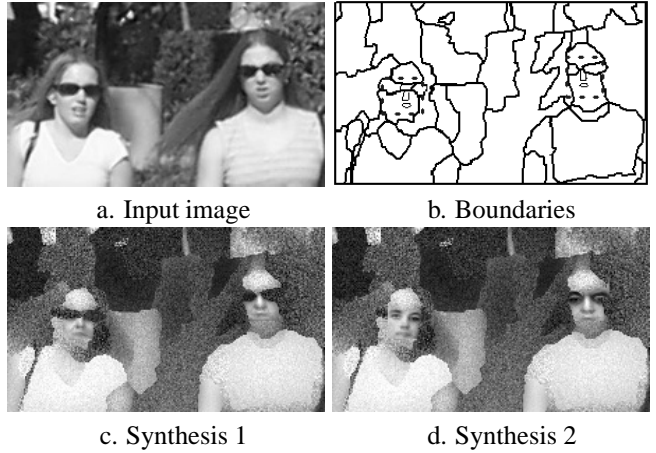 a. Input image
b. Boundaries
c. Synthesis 1
d. Synthesis 2